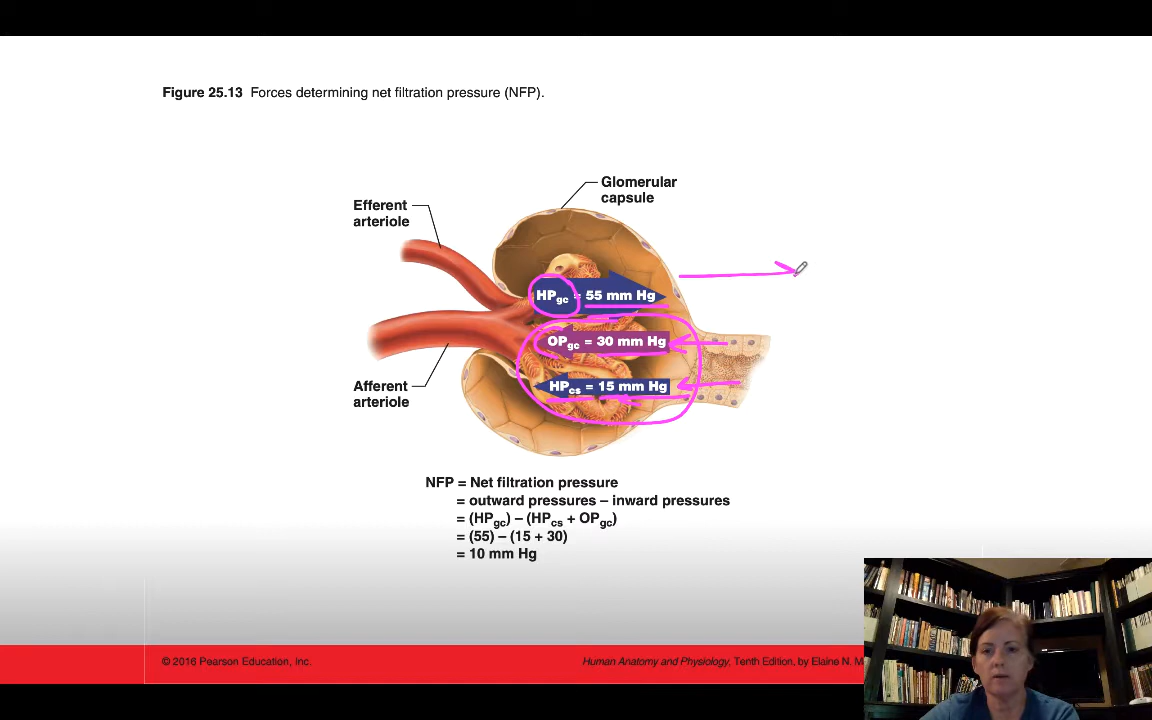 Figure 25.13 Forces determining net filtration pressure (NFP).
Glomerular
capsule
Efferent
arteriole
HPgc = 55 mm Hg
OPgc = 30 mm Hg
HPcs = 15 mm Hg
Afferent
arteriole
NFP = Net filtration pressure
= outward pressures – inward pressures
= (HPgc) – (HPcs + OPgc)
= (55) – (15 + 30)
= 10 mm Hg
© 2016 Pearson Education, Inc.
Human Anatomy and Physiology, Tenth Edition, by Elaine N.